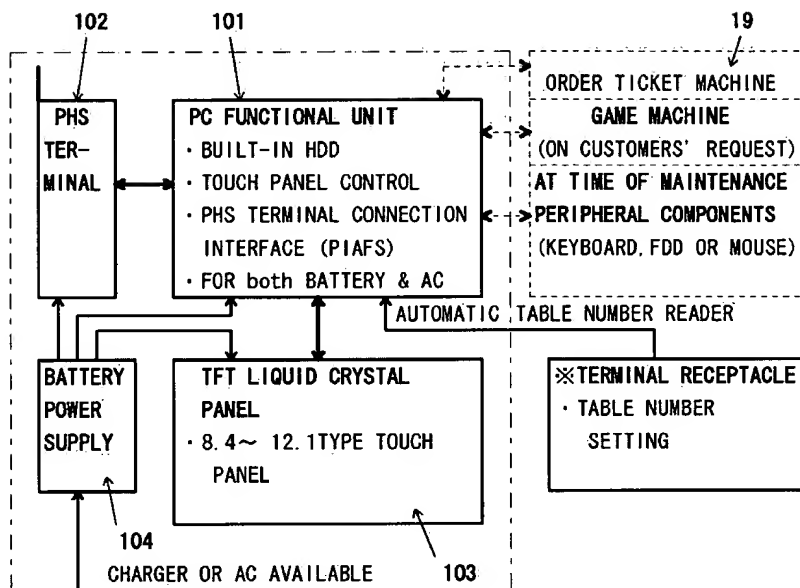 102
101
19
PHS
TER-
MINAL
PC FUNCTIONAL UNIT
· BUILT-IN HDD
· TOUCH PANEL CONTROL
· PHS TERMINAL CONNECTION
INTERFACE (PIAFS)
· FOR both BATTERY & AC
ORDER TICKET MACHINE
GAME MACHINE
(ON CUSTOMERS' REQUEST)
AT TIME OF MAINTENANCE
PERIPHERAL COMPONENTS
(KEYBOARD, FDD OR MOUSE)
AUTOMATIC TABLE NUMBER READER
BATTERY
POWER
SUPPLY
TFT LIQUID CRYSTAL
PANEL
· 8.4~ 12.1TYPE TOUCH
PANEL
※TERMINAL RECEPTACLE
· TABLE NUMBER
SETTING
104
103
CHARGER OR AC AVAILABLE